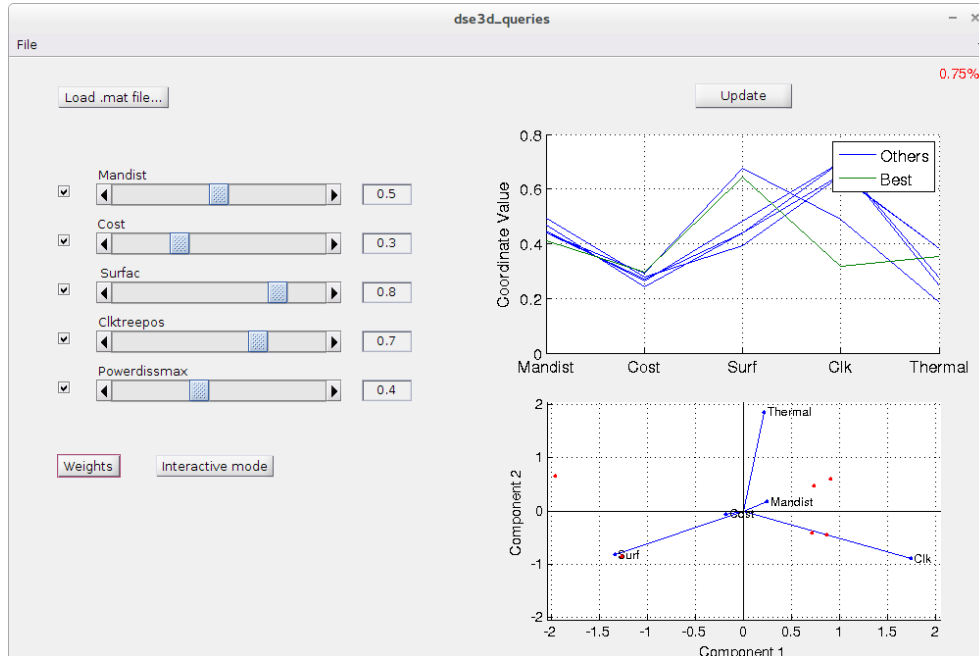 dse3d_queries
File
0.75%
Load .mat file...
Update
Mandist
0.5
Cost
0.3
Surfac
0.8
Clktreepos
0.7
Powerdissmax
0.4
Weights
Interactive mode
Coordinate Value
0.8
0.6
0.4
0.2
0
Others
Best
Mandist Cost Surf Clk Thermal
Component 2
2
1
0
-1
-2
Thermal
Mandist
Cost
Surf
Clk
-2 -1.5 -1 -0.5 0 0.5 1 1.5 2
Component 1